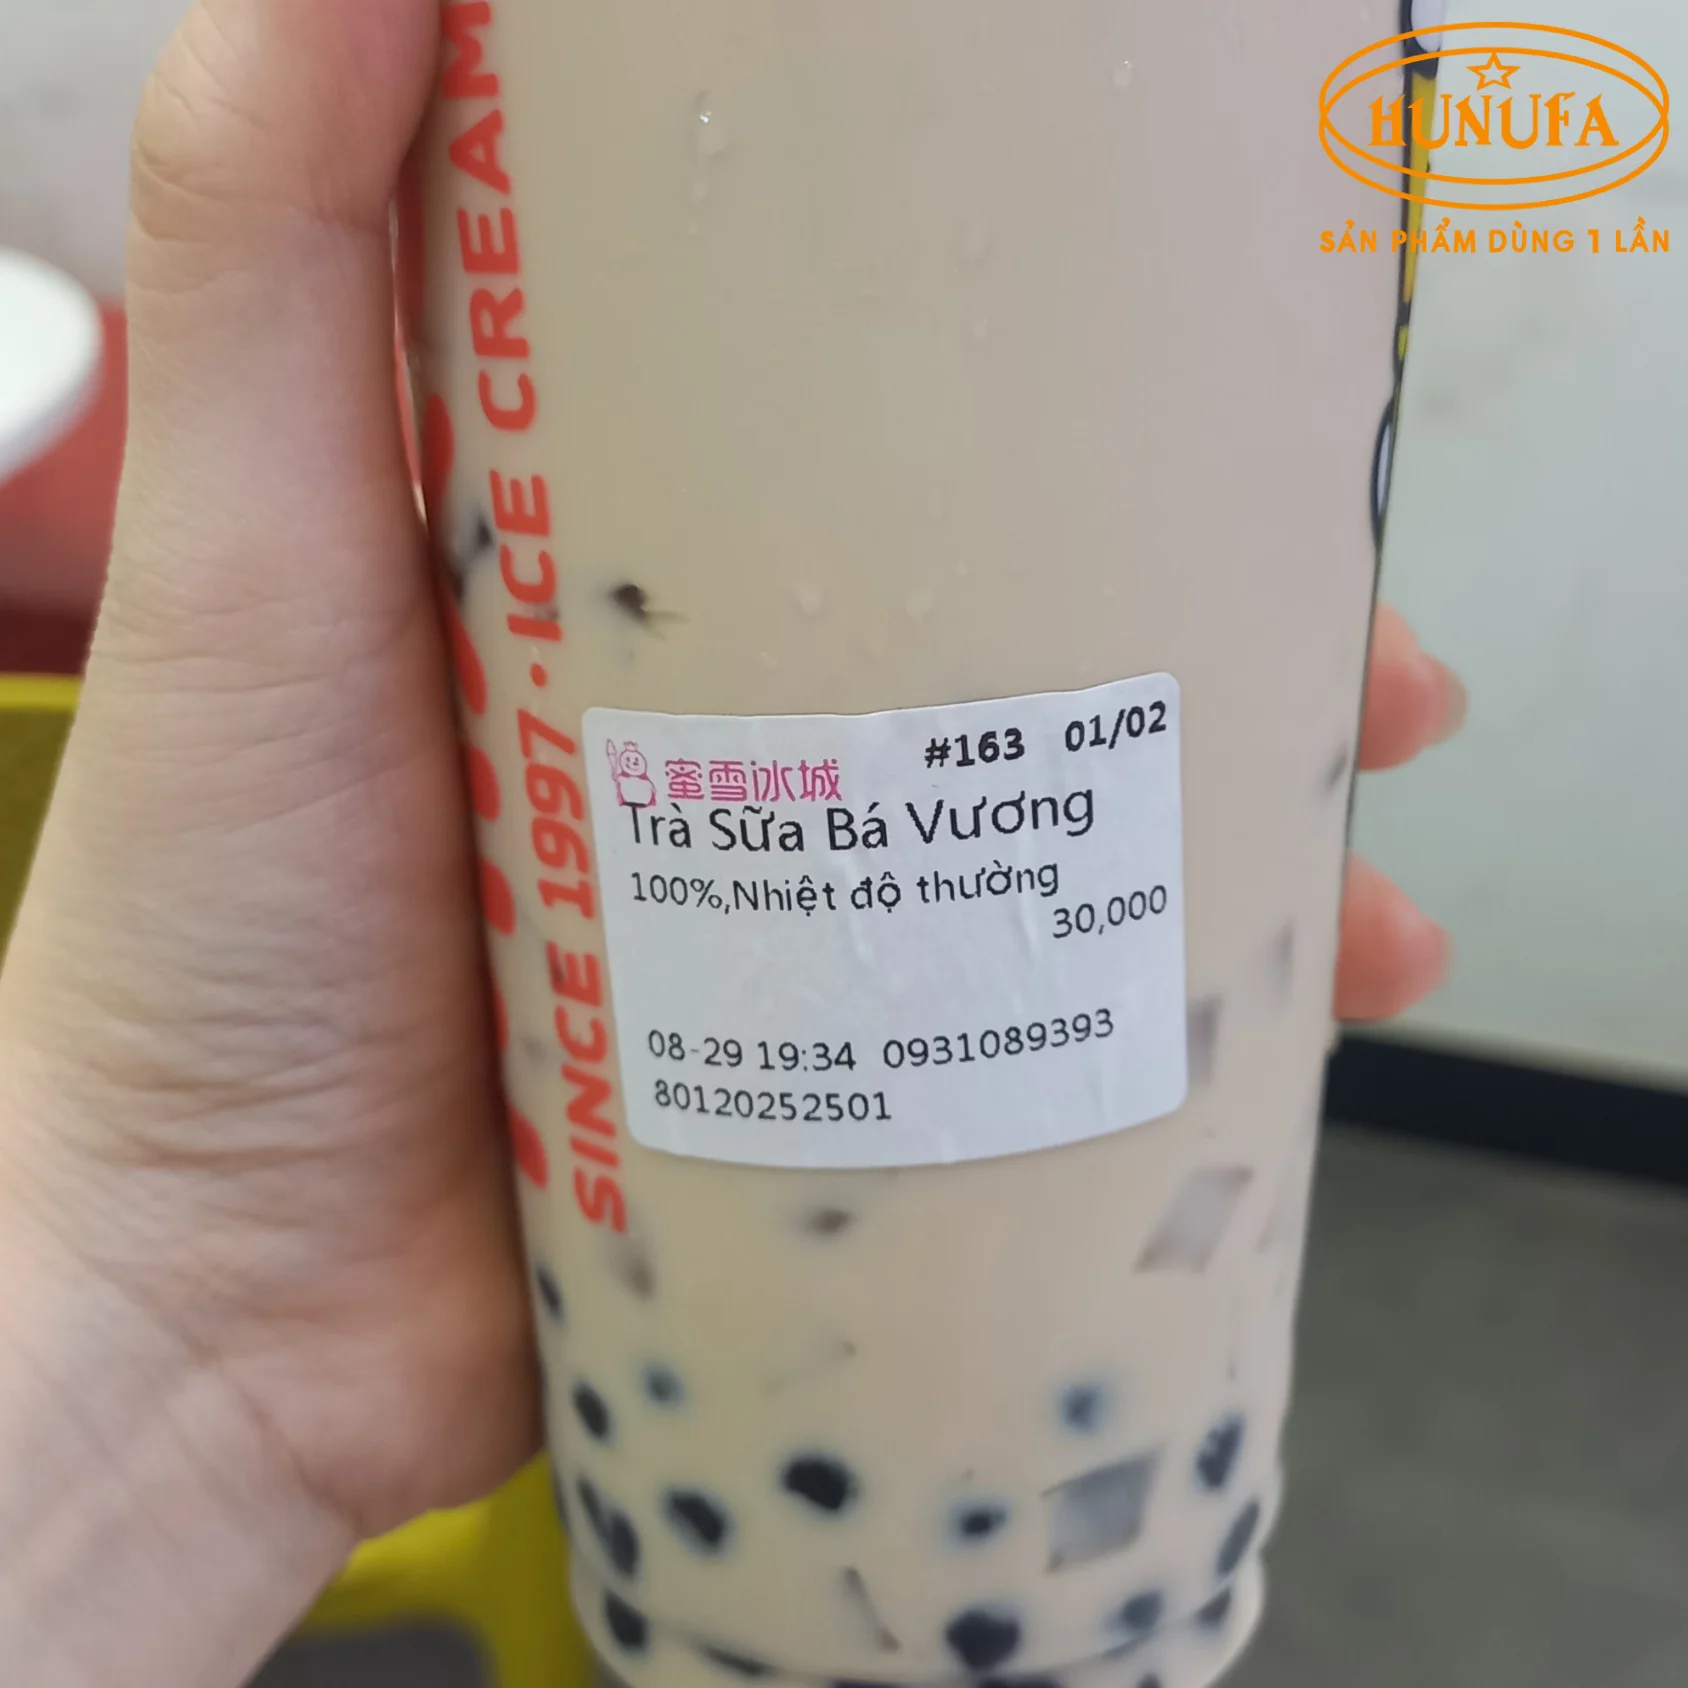 HUNUFA
SẢN PHẨM DÙNG 1 LẦN
SINCE 1997 · ICE CREAM
#163 01/02
蜜雪冰城
Trà Sữa Bá Vương
100%,Nhiệt độ thường
30,000
08-29 19:34 0931089393
80120252501